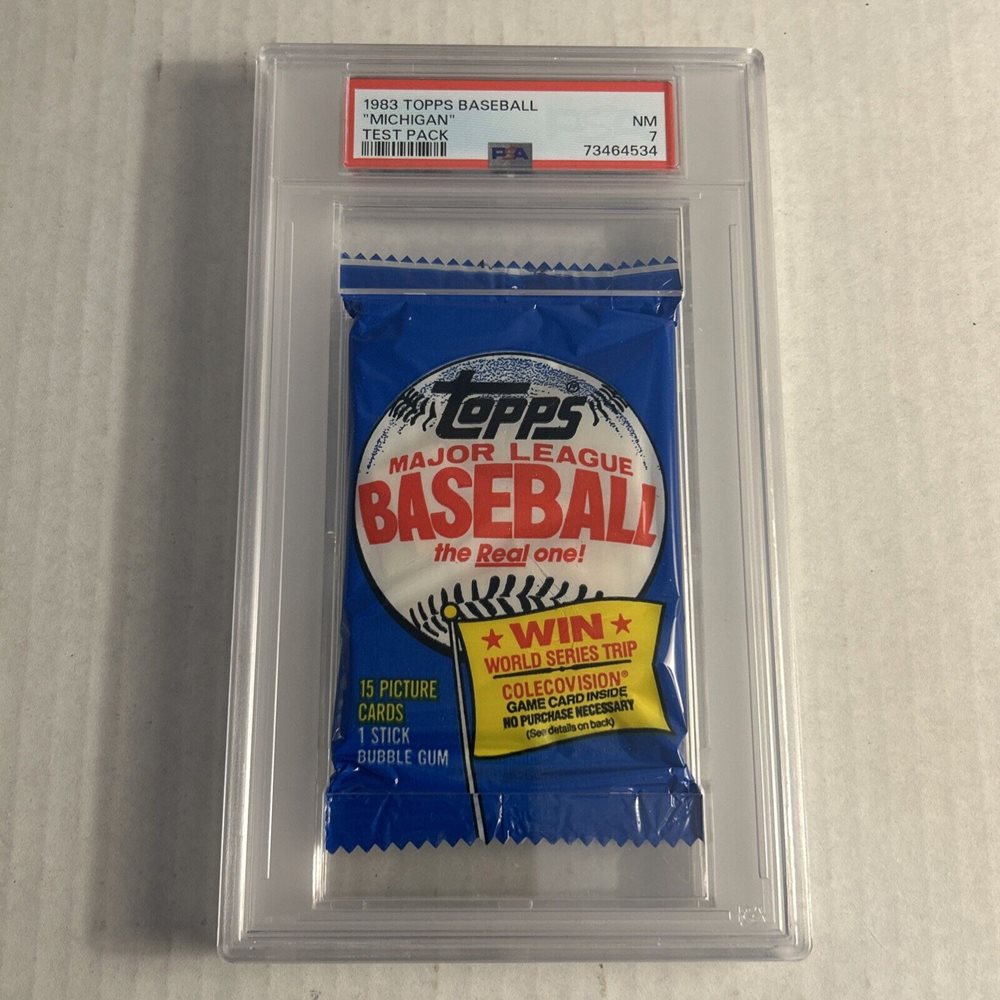 1983 TOPPS BASEBALL
"MICHIGAN" NM
TEST PACK 7
PSA 73464534
TOPPS®
MAJOR LEAGUE
BASEBALL
the Real one!
★ WIN ★
WORLD SERIES TRIP
COLECOVISION®
GAME CARD INSIDE
NO PURCHASE NECESSARY
(See details on back)
15 PICTURE
CARDS
1 STICK
BUBBLE GUM